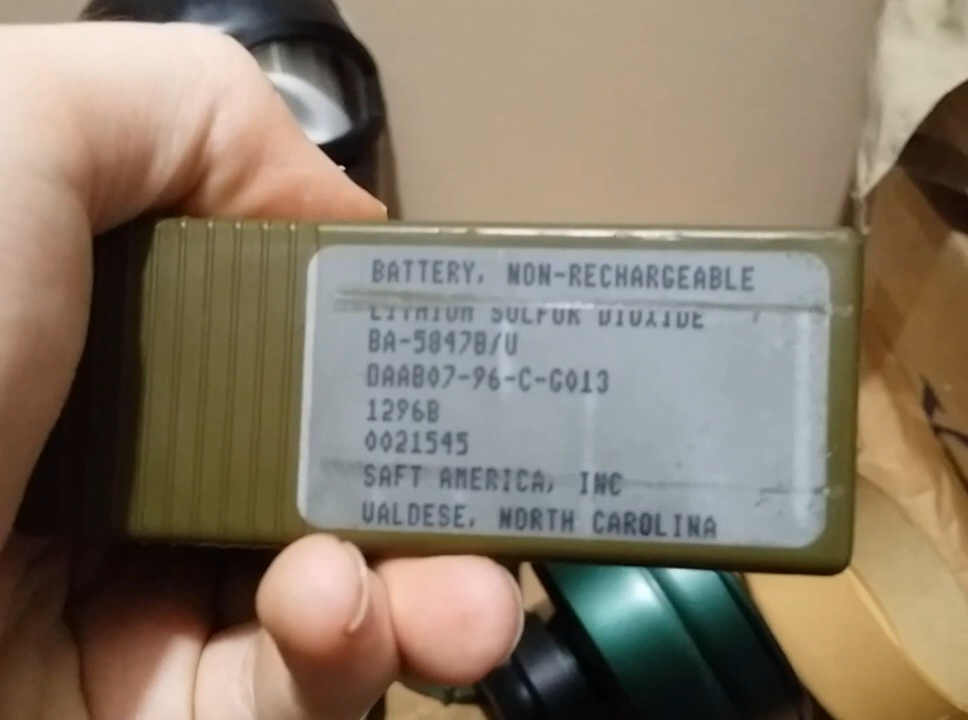 BATTERY, NON-RECHARGEABLE
LITHIUM SULFUR DIOXIDE
BA-5847B/U
DAAB07-96-C-G013
1296B
0021545
SAFT AMERICA, INC
VALDESE, NORTH CAROLINA